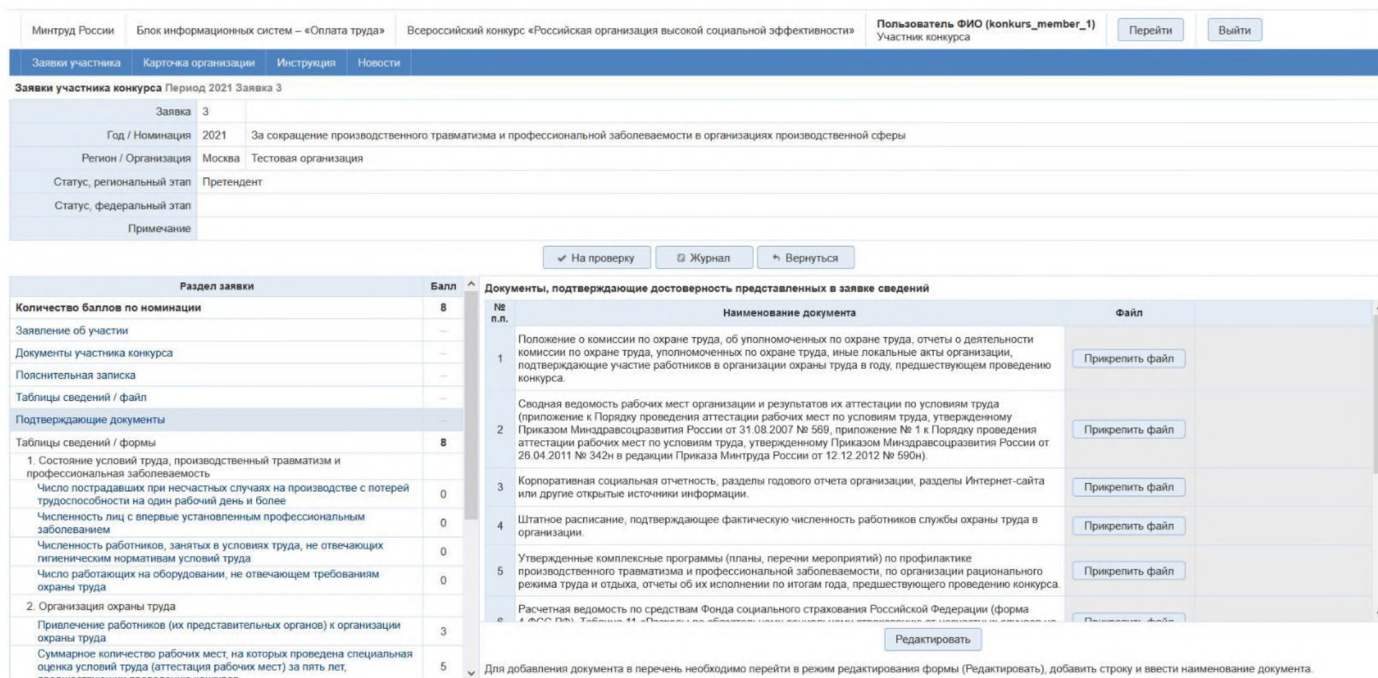 Минтруд России
Блок информационных систем – «Оплата труда»
Всероссийский конкурс «Российская организация высокой социальной эффективности»
Пользователь ФИО (konkurs_member_1)
Участник конкурса
Перейти
Выйти
Заявки участника
Карточка организации
Инструкция
Новости
Заявки участника конкурса Период 2021 Заявка 3
Заявка 3
Год / Номинация 2021 За сокращение производственного травматизма и профессиональной заболеваемости в организациях производственной сферы
Регион / Организация Москва Тестовая организация
Статус, региональный этап Претендент
Статус, федеральный этап
Примечание
На проверку
Журнал
Вернуться
Раздел заявки Балл
Количество баллов по номинации 8
Заявление об участии –
Документы участника конкурса –
Пояснительная записка –
Таблицы сведений / файл –
Подтверждающие документы –
Таблицы сведений / формы 8
1. Состояние условий труда, производственный травматизм и
профессиональная заболеваемость
Число пострадавших при несчастных случаях на производстве с потерей
трудоспособности на один рабочий день и более 0
Численность лиц с впервые установленным профессиональным
заболеванием 0
Численность работников, занятых в условиях труда, не отвечающих
гигиеническим нормативам условий труда 0
Число работающих на оборудовании, не отвечающем требованиям
охраны труда 0
2. Организация охраны труда
Привлечение работников (их представительных органов) к организации
охраны труда 3
Суммарное количество рабочих мест, на которых проведена специальная
оценка условий труда (аттестация рабочих мест) за пять лет, 5
Документы, подтверждающие достоверность представленных в заявке сведений
№
п.п.
Наименование документа
Файл
1
Положение о комиссии по охране труда, об уполномоченных по охране труда, отчеты о деятельности
комиссии по охране труда, уполномоченных по охране труда, иные локальные акты организации,
подтверждающие участие работников в организации охраны труда в году, предшествующем проведению
конкурса.
Прикрепить файл
2
Сводная ведомость рабочих мест организации и результатов их аттестации по условиям труда
(приложение к Порядку проведения аттестации рабочих мест по условиям труда, утвержденному
Приказом Минздравсоцразвития России от 31.08.2007 № 569, приложение № 1 к Порядку проведения
аттестации рабочих мест по условиям труда, утвержденному Приказом Минздравсоцразвития России от
26.04.2011 № 342н в редакции Приказа Минтруда России от 12.12.2012 № 590н).
Прикрепить файл
3
Корпоративная социальная отчетность, разделы годового отчета организации, разделы Интернет-сайта
или другие открытые источники информации.
Прикрепить файл
4
Штатное расписание, подтверждающее фактическую численность работников службы охраны труда в
организации.
Прикрепить файл
5
Утвержденные комплексные программы (планы, перечни мероприятий) по профилактике
производственного травматизма и профессиональной заболеваемости, по организации рационального
режима труда и отдыха, отчеты об их исполнении по итогам года, предшествующего проведению конкурса.
Прикрепить файл
Расчетная ведомость по средствам Фонда социального страхования Российской Федерации (форма
Редактировать
Для добавления документа в перечень необходимо перейти в режим редактирования формы (Редактировать), добавить строку и ввести наименование документа.